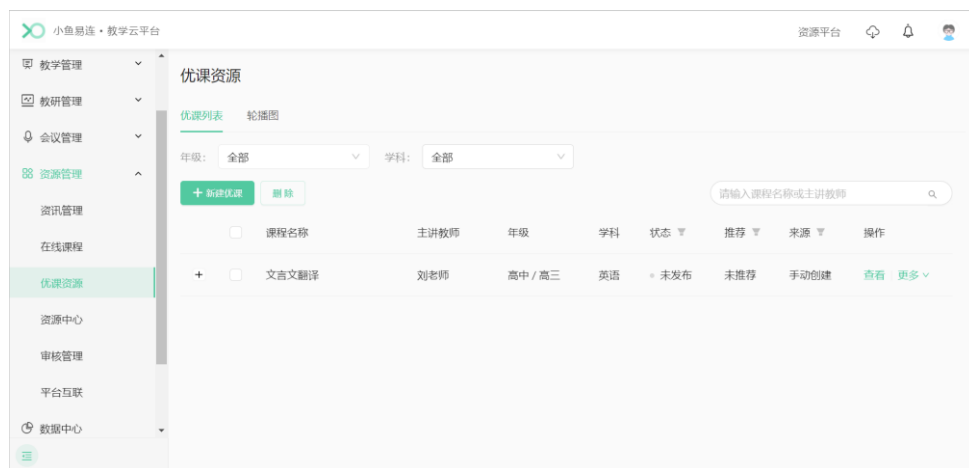 小鱼易连·教学云平台
资源平台
教学管理
教研管理
会议管理
资源管理
资讯管理
在线课程
优课资源
资源中心
审核管理
平台互联
数据中心
优课资源
优课列表 轮播图
年级: 全部 学科: 全部
+ 新建优课 删除 请输入课程名称或主讲教师
课程名称 主讲教师 年级 学科 状态 推荐 来源 操作
+ 文言文翻译 刘老师 高中 / 高三 英语 未发布 未推荐 手动创建 查看 更多